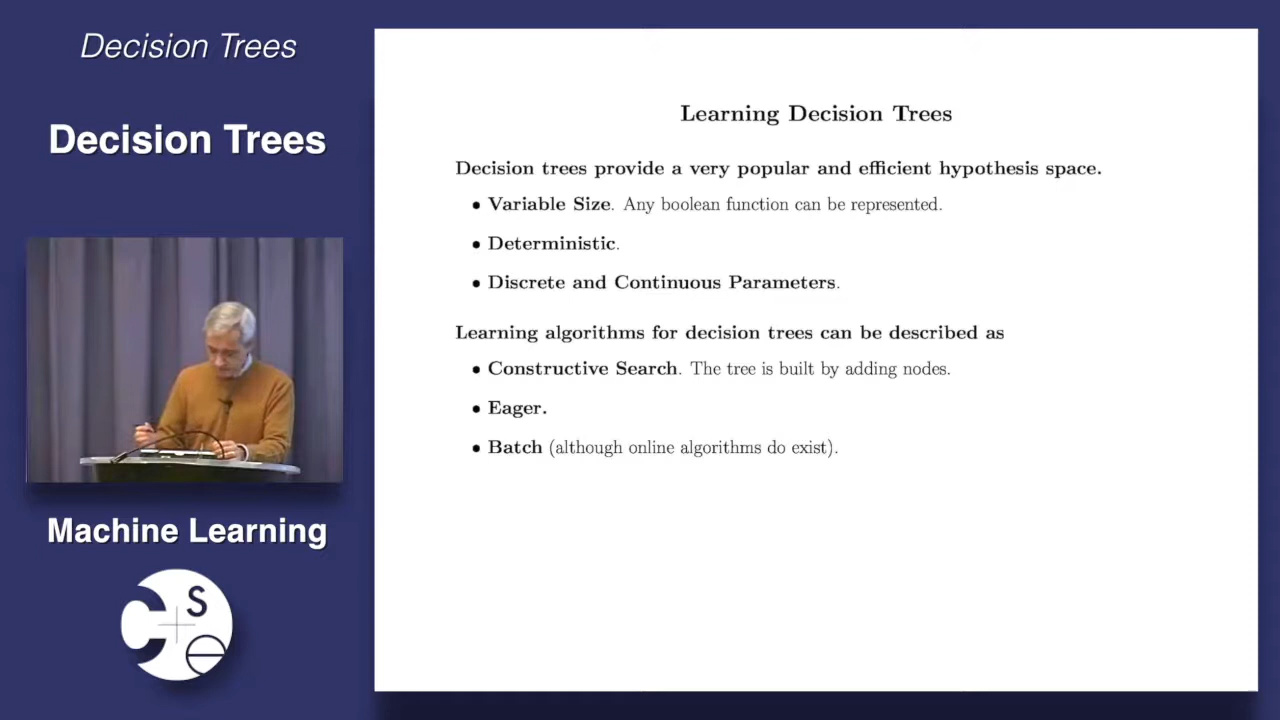 Decision Trees
Decision Trees
Machine Learning
C S e
Learning Decision Trees
Decision trees provide a very popular and efficient hypothesis space.
• Variable Size. Any boolean function can be represented.
• Deterministic.
• Discrete and Continuous Parameters.
Learning algorithms for decision trees can be described as
• Constructive Search. The tree is built by adding nodes.
• Eager.
• Batch (although online algorithms do exist).